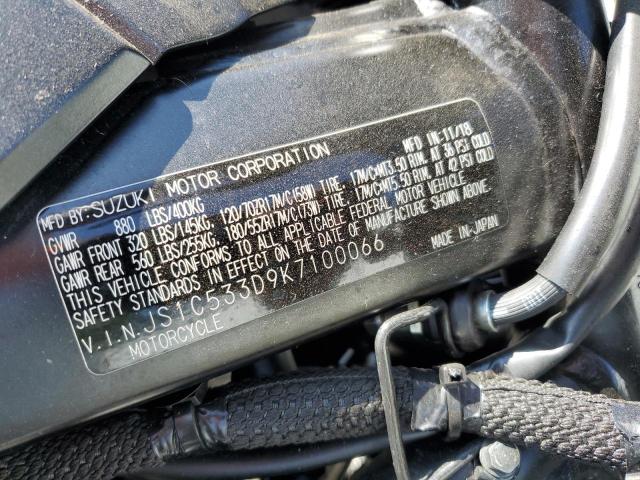 MFD BY:SUZUKI MOTOR CORPORATION MFD IN:11/18
GVWR 880 LBS/400KG
GAWR FRONT 320 LBS/145KG, 120/70ZR17M/C(58W) TIRE, 17M/CxMT3.50 RIM, AT 36 PSI COLD
GAWR REAR 560 LBS/255KG, 180/55ZR17M/C(73W) TIRE, 17M/CxMT5.50 RIM, AT 42 PSI COLD
THIS VEHICLE CONFORMS TO ALL APPLICABLE FEDERAL MOTOR VEHICLE
SAFETY STANDARDS IN EFFECT ON THE DATE OF MANUFACTURE SHOWN ABOVE.
V.I.N.JS1C533D9K7100066 MADE IN JAPAN
MOTORCYCLE